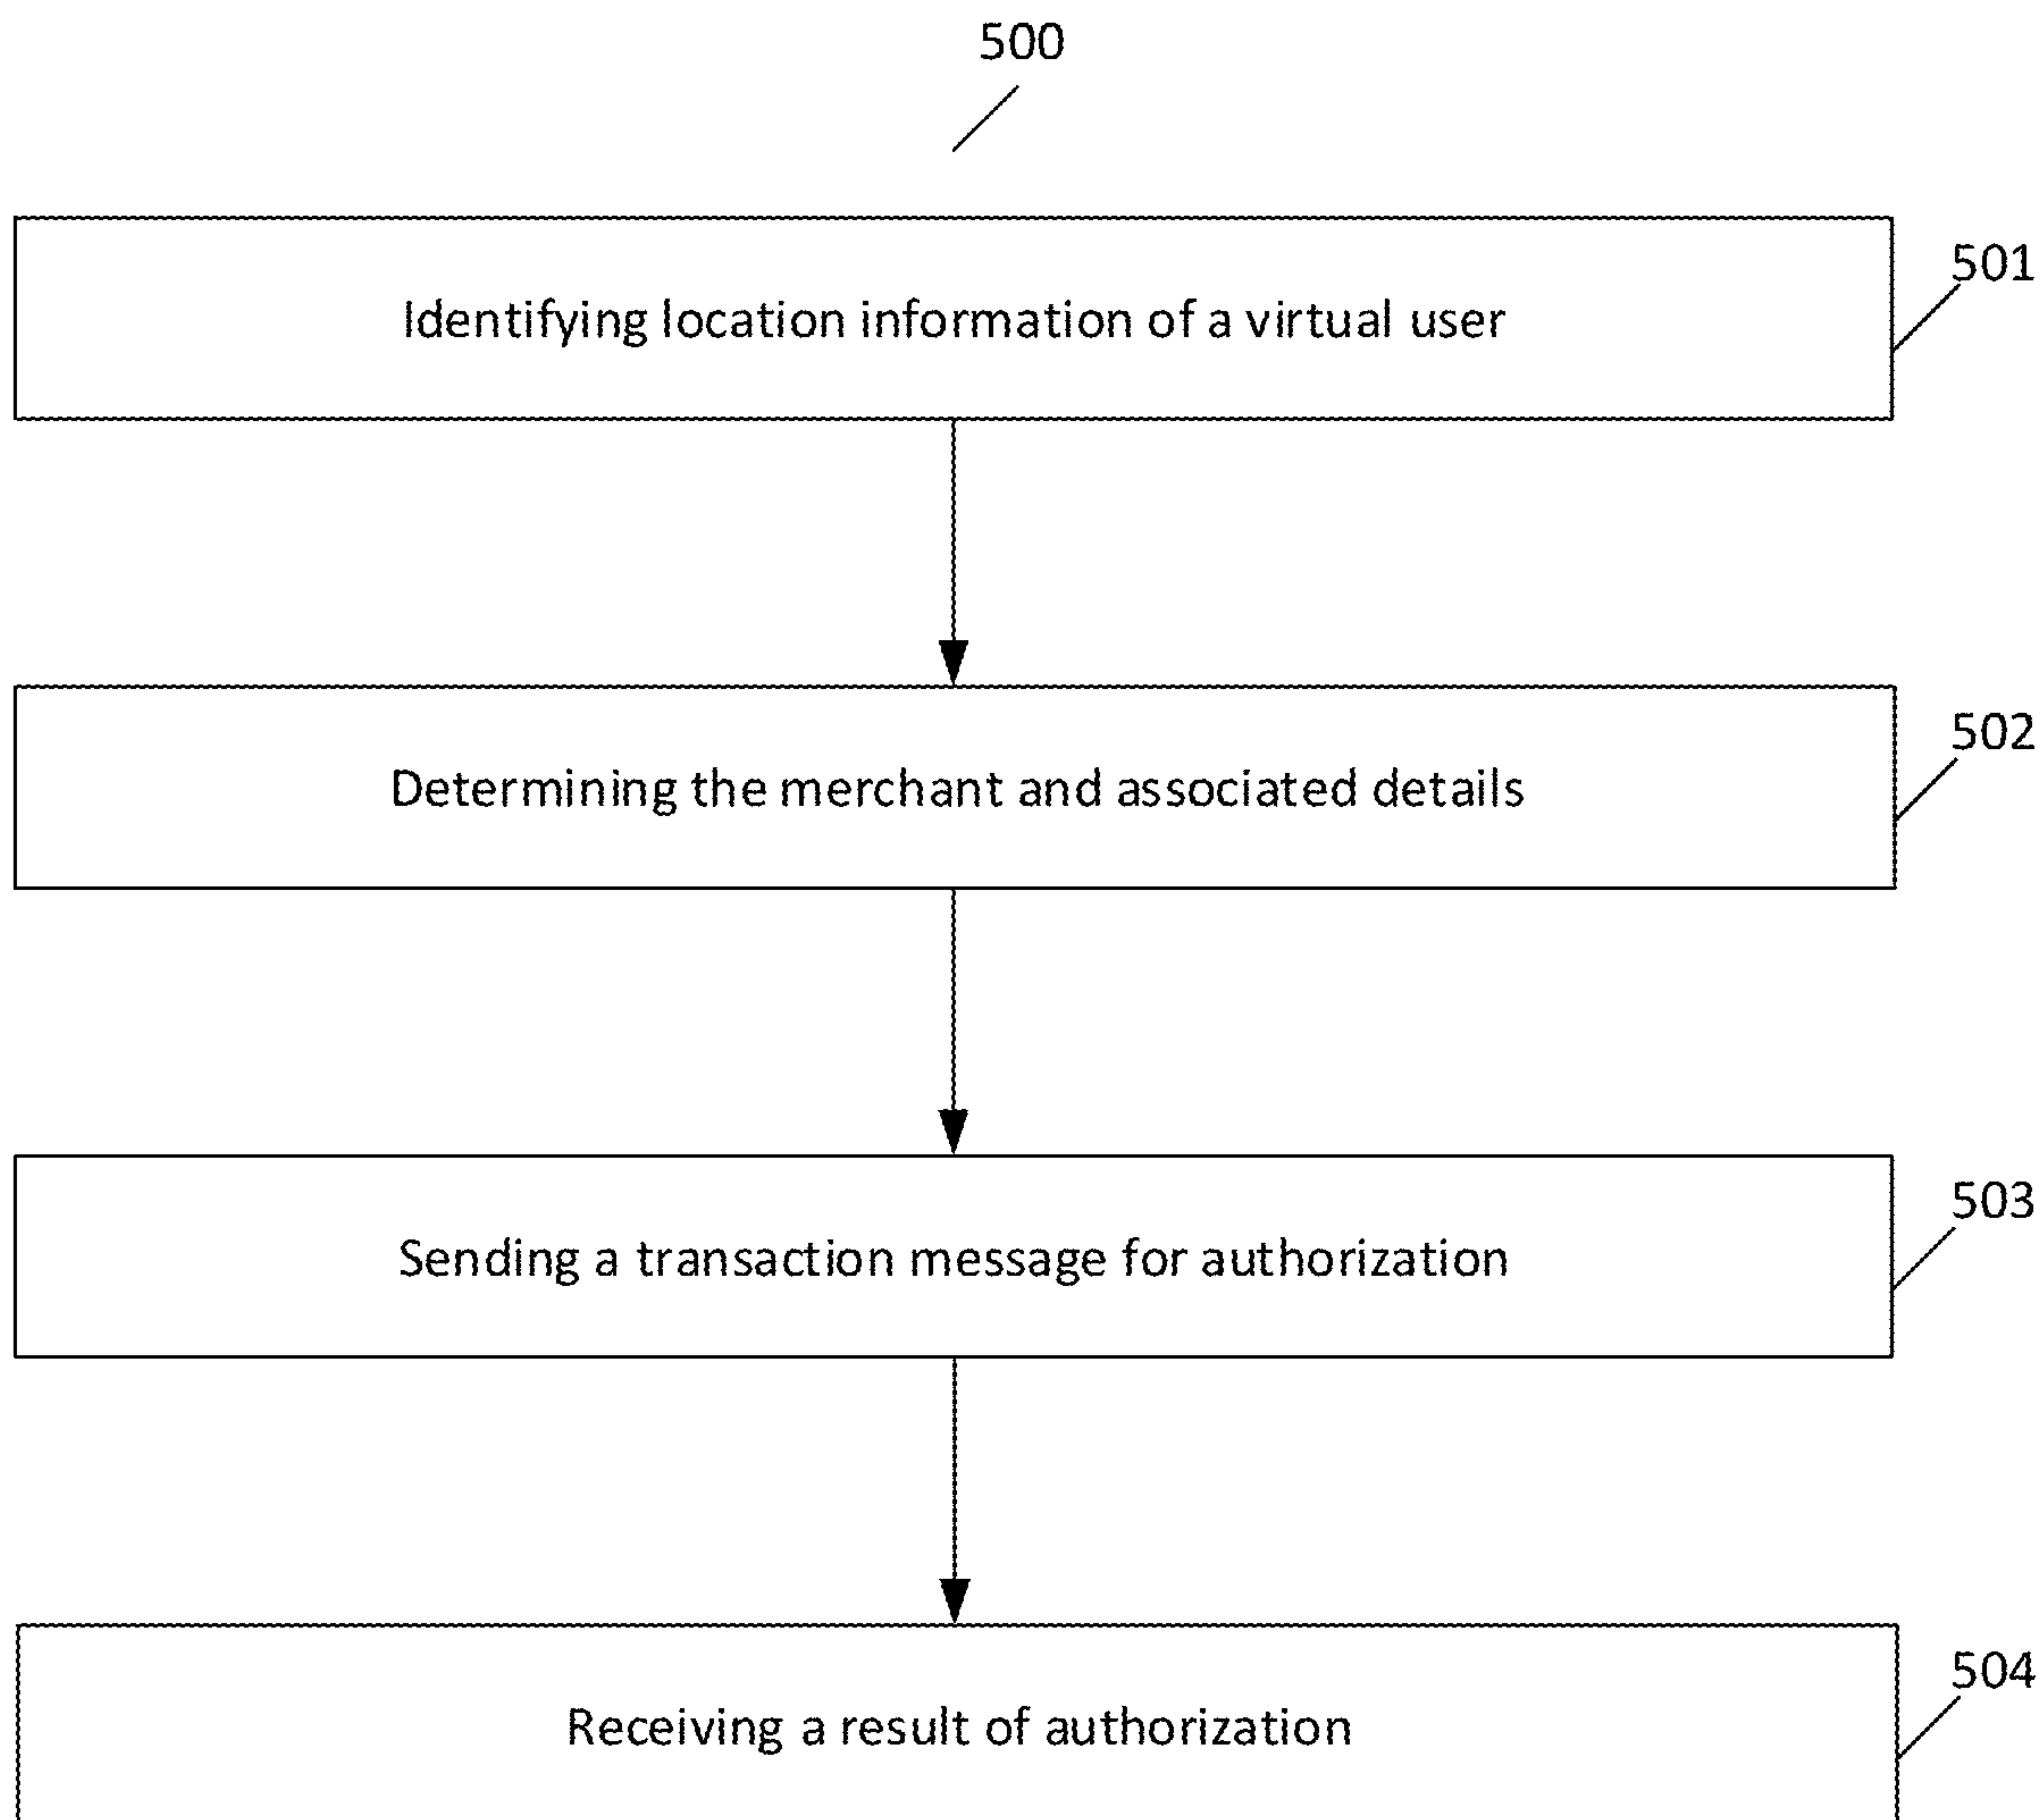 500
501
Identifying location information of a virtual user
502
Determining the merchant and associated details
503
Sending a transaction message for authorization
504
Receiving a result of authorization